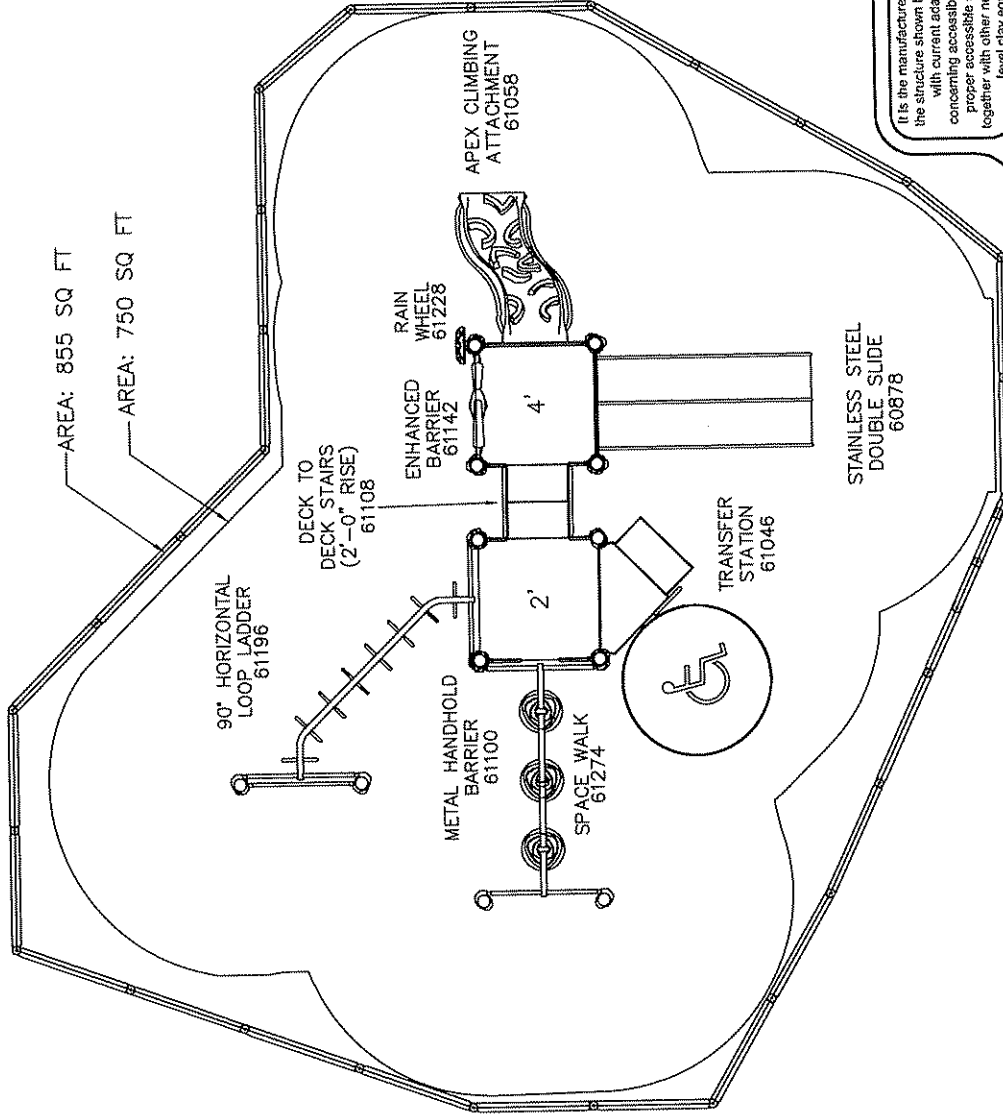 AREA: 855 SQ FT
AREA: 750 SQ FT
90° HORIZONTAL
LOOP LADDER
61196
DECK TO
DECK STAIRS
(2'-0" RISE)
61108
ENHANCED
BARRIER
61142
RAIN
WHEEL
61228
APEX CLIMBING
ATTACHMENT
61058
METAL HANDHOLD
BARRIER
61100
2'
4'
SPACE WALK
61274
TRANSFER
STATION
61046
STAINLESS STEEL
DOUBLE SLIDE
60878
It is the manufacture
the structure shown
with current ada
concerning accessib
proper accessible
together with other